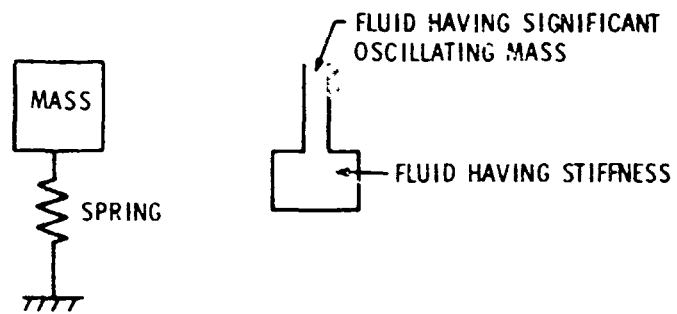 MASS
SPRING
FLUID HAVING SIGNIFICANT
OSCILLATING MASS
FLUID HAVING STIFFNESS